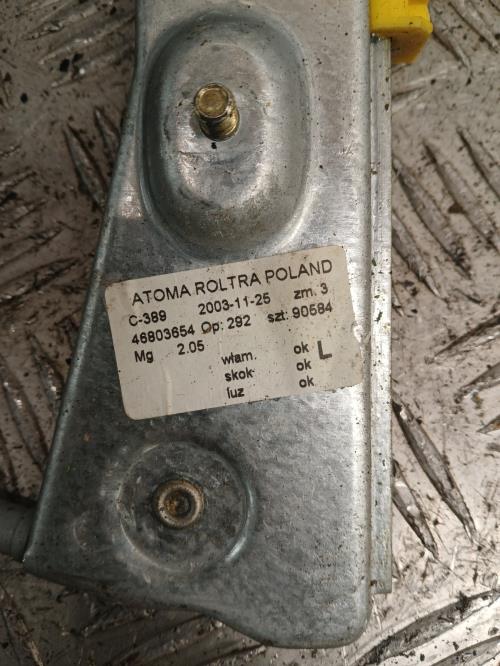 ATOMA ROLTRA POLAND
C-389 2003-11-25 zm. 3
46803654 Op: 292 szt: 90584
Mg 2.05 włam. ok L
skok ok
luz ok